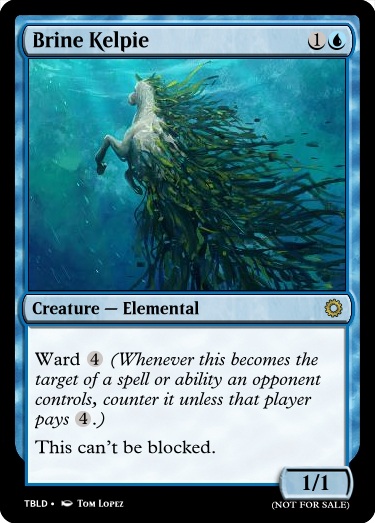 Brine Kelpie 1
Creature — Elemental
Ward 4 (Whenever this becomes the
target of a spell or ability an opponent
controls, counter it unless that player
pays 4.)
This can't be blocked.
1/1
TBLD • Tom Lopez
(NOT FOR SALE)